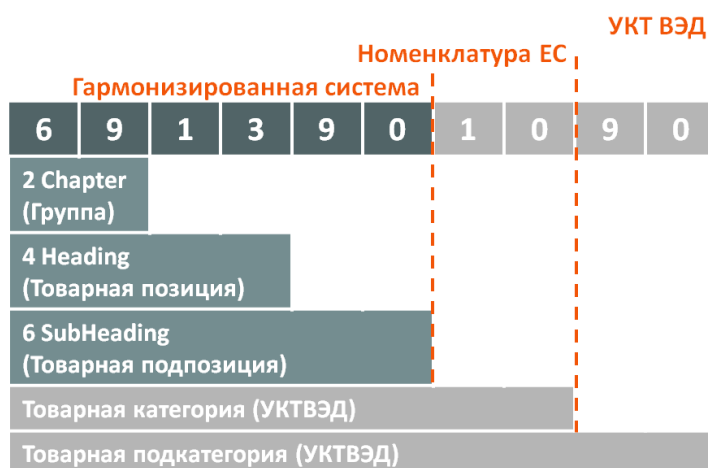 УКТ ВЭД
Номенклатура ЕС
Гармонизированная система
6 9 1 3 9 0 1 0 9 0
2 Chapter
(Группа)
4 Heading
(Товарная позиция)
6 SubHeading
(Товарная подпозиция)
Товарная категория (УКТВЭД)
Товарная подкатегория (УКТВЭД)